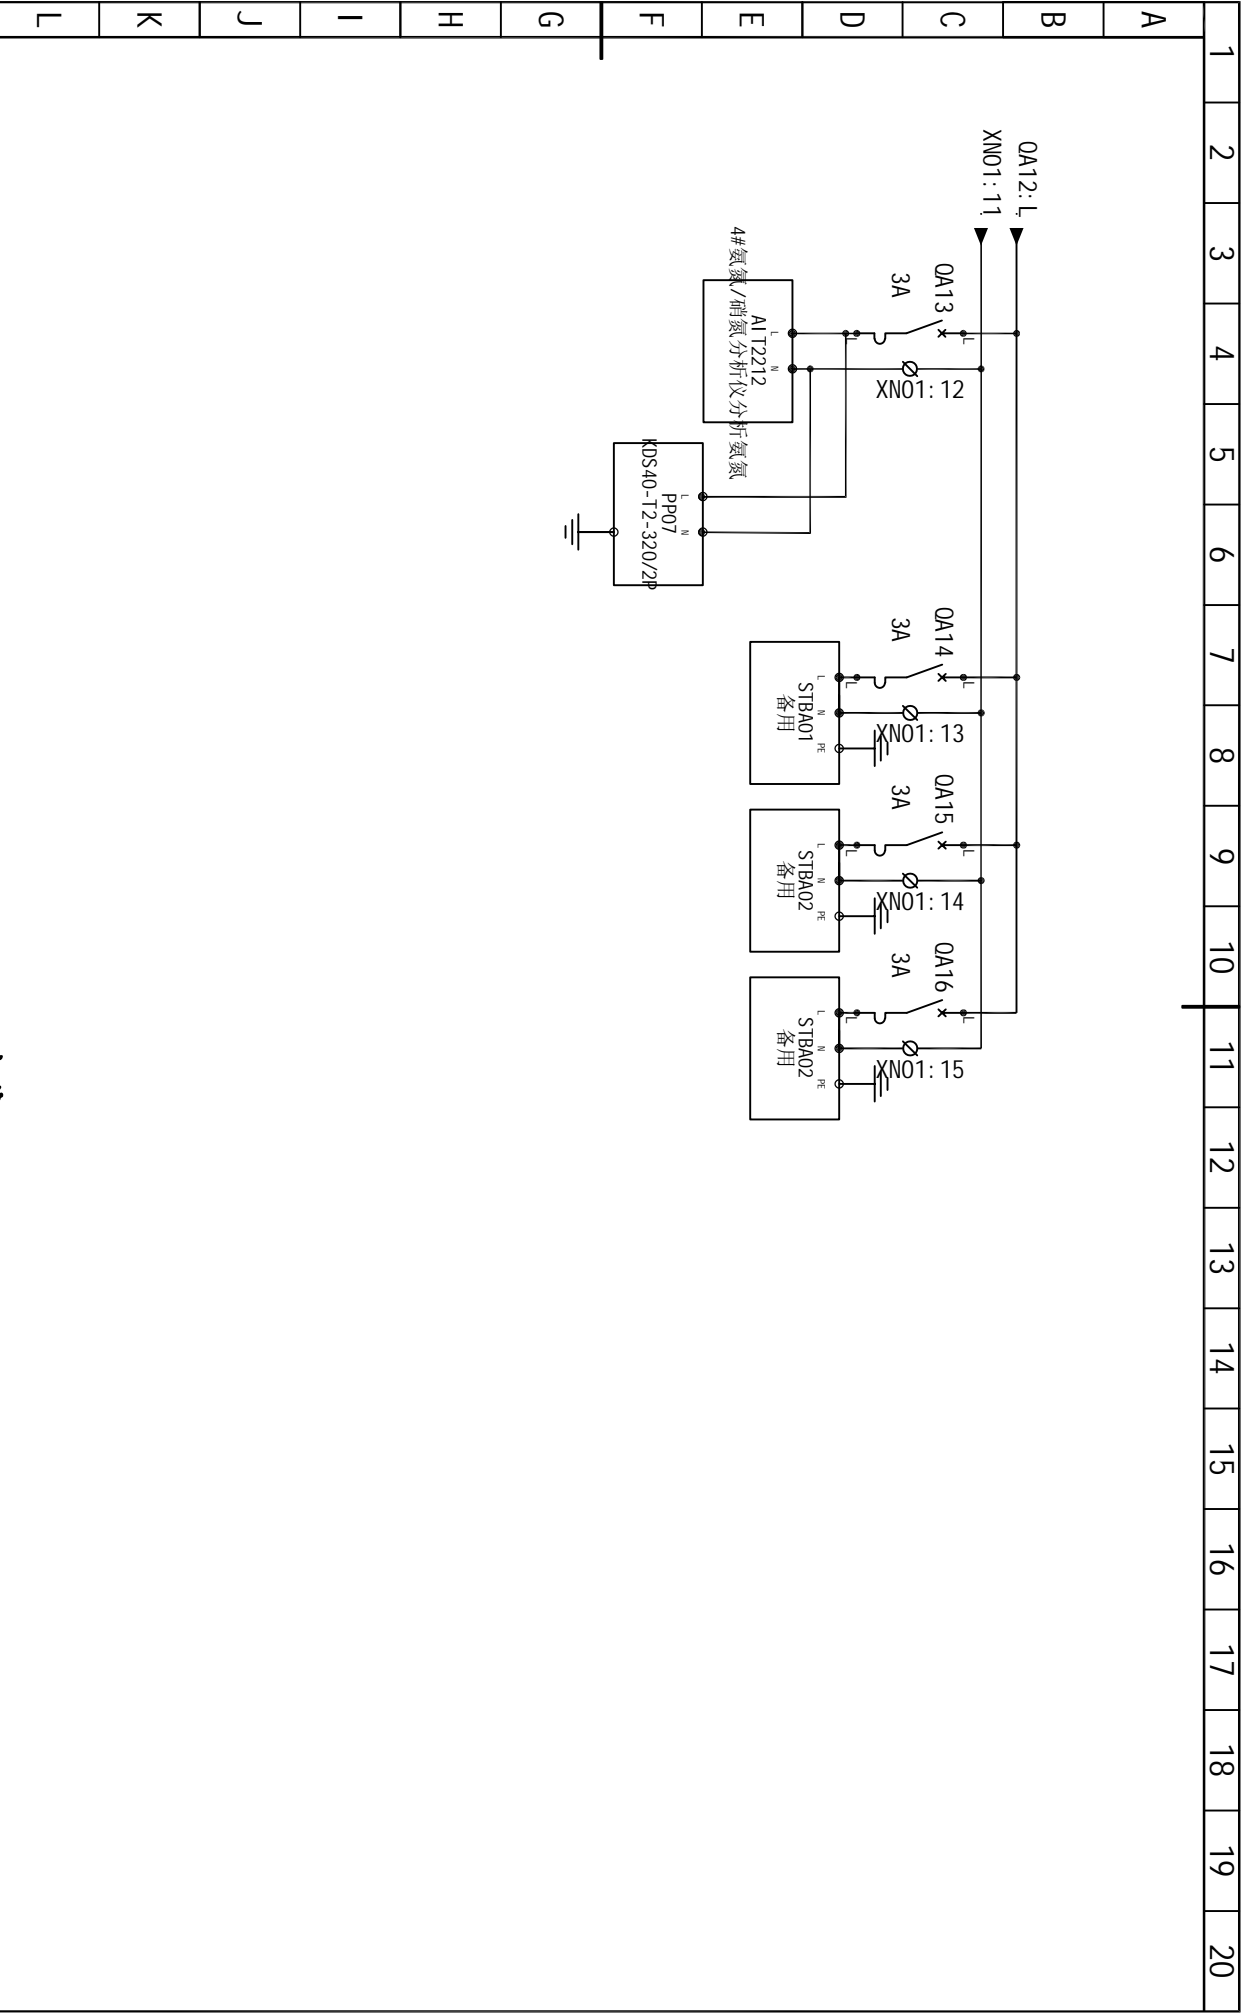 1 2 3 4 5 6 7 8 9 10 11 12 13 14 15 16 17 18 19 20
A
B
C
D
E
F
G
H
I
J
K
L
QA12:L
XN01:11
QA13
3A
L
L
XN01:12
L N
AIT2212
4#氨氮/硝氮分析仪分析氨氮
L N
PP07
KDS40-T2-320/2P
QA14
3A
L
L
XN01:13
L N PE
STBA01
备用
QA15
3A
L
L
XN01:14
L N PE
STBA02
备用
QA16
3A
L
L
XN01:15
L N PE
STBA02
备用